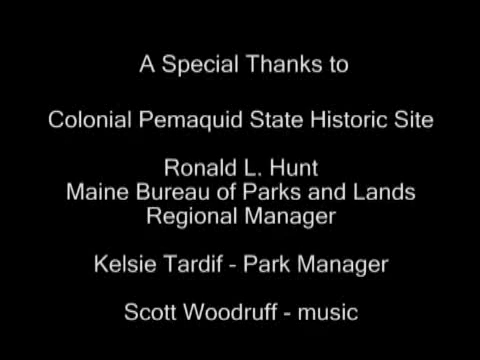 A Special Thanks to
Colonial Pemaquid State Historic Site
Ronald L. Hunt
Maine Bureau of Parks and Lands
Regional Manager
Kelsie Tardif - Park Manager
Scott Woodruff - music